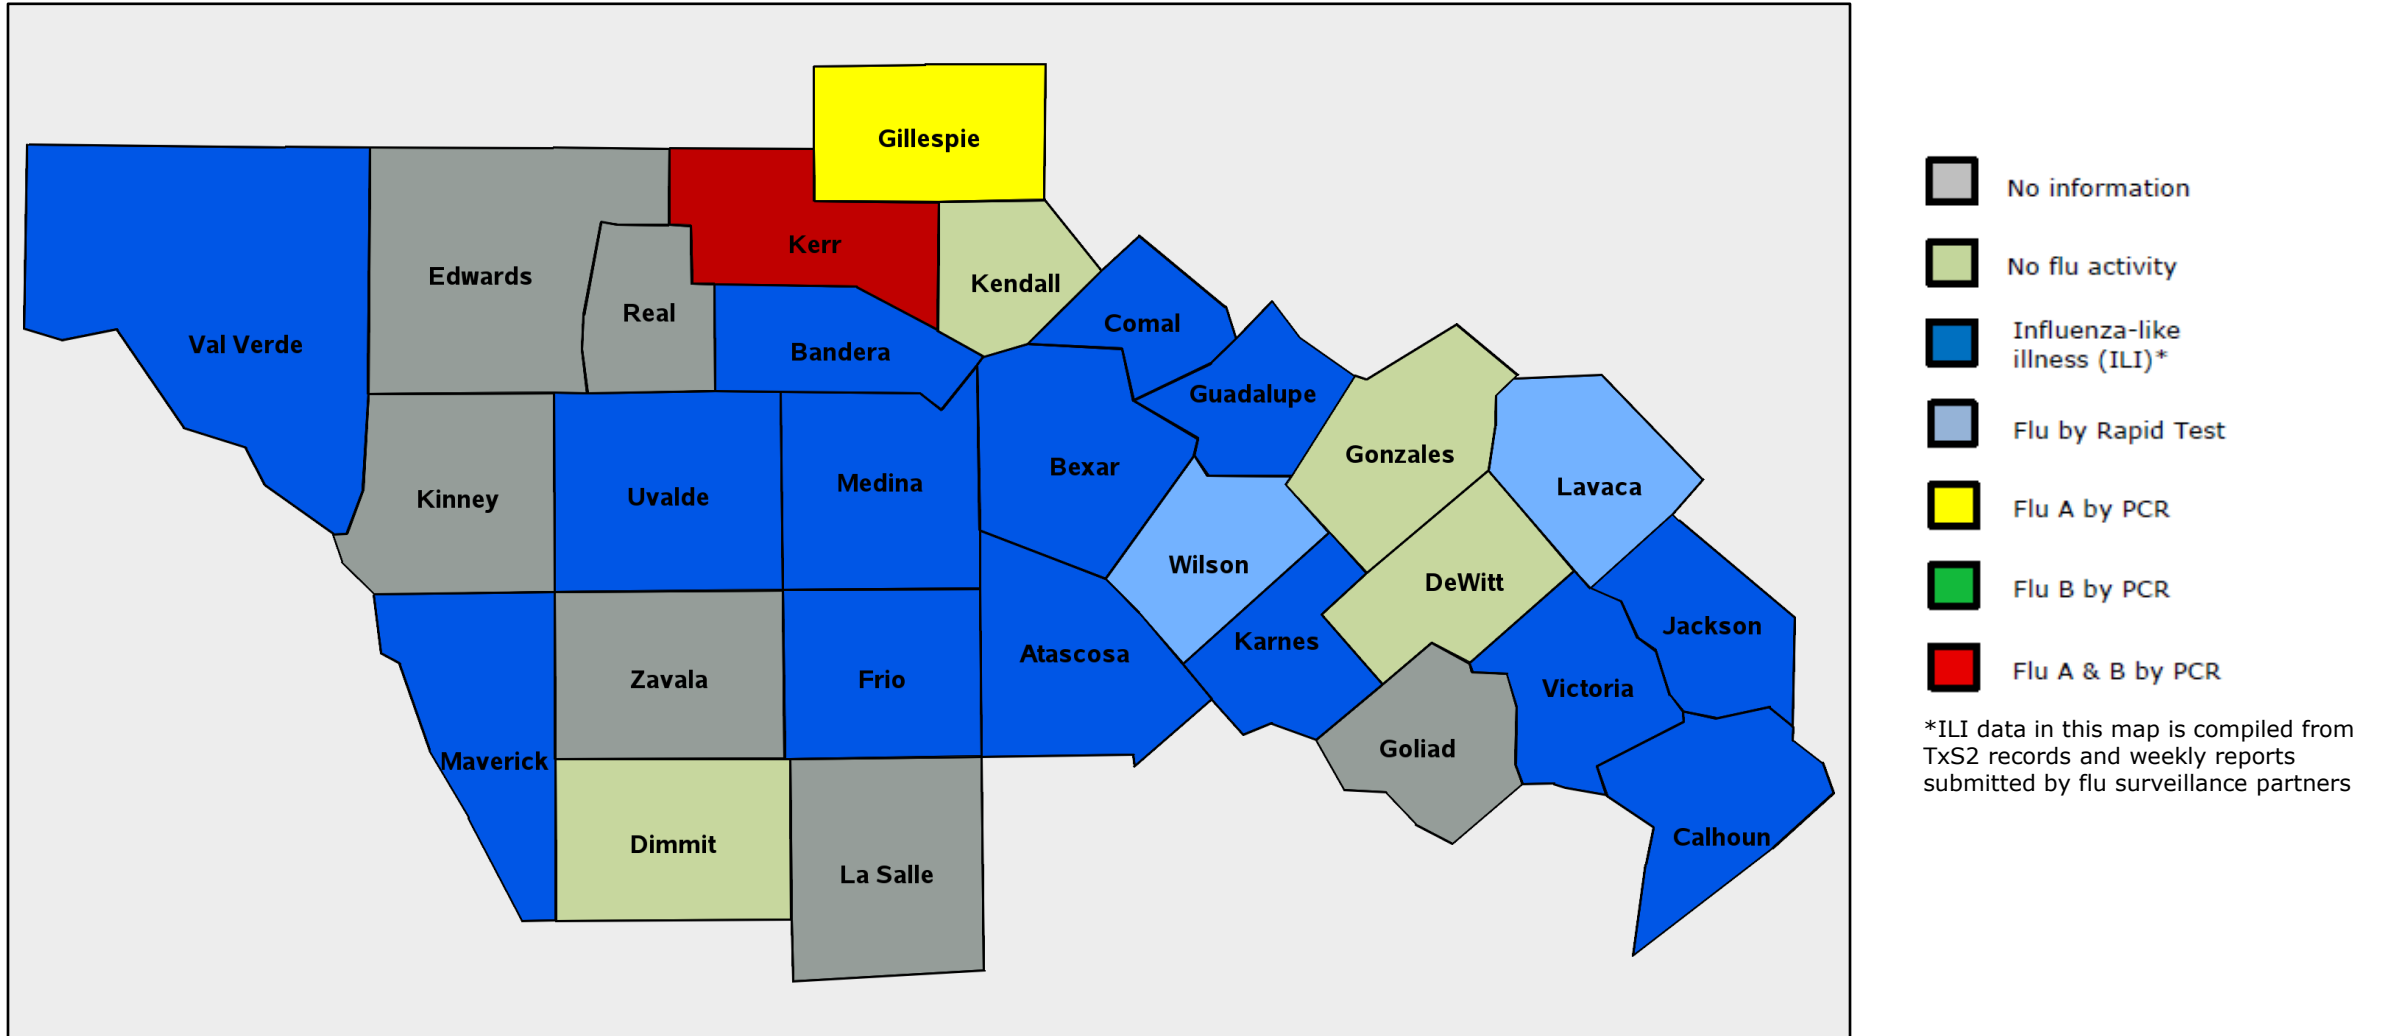 Gillespie
Kerr
Edwards
Kendall
Real
Comal
Val Verde
Bandera
Guadalupe
Gonzales
Bexar
Medina
Lavaca
Uvalde
Kinney
Wilson
DeWitt
Jackson
Karnes
Atascosa
Zavala
Frio
Victoria
Goliad
Maverick
Calhoun
Dimmit
La Salle
No information
No flu activity
Influenza-like
illness (ILI)*
Flu by Rapid Test
Flu A by PCR
Flu B by PCR
Flu A & B by PCR
*ILI data in this map is compiled from
TxS2 records and weekly reports
submitted by flu surveillance partners